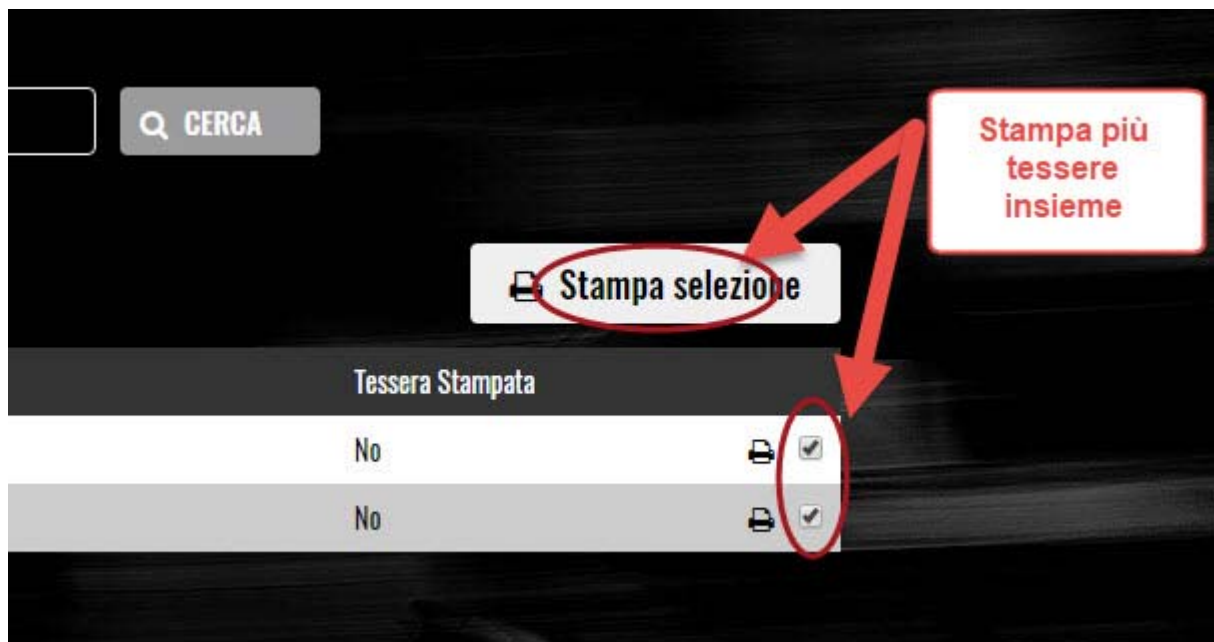 CERCA
Stampa più
tessere
insieme
Stampa selezione
Tessera Stampata
No
No